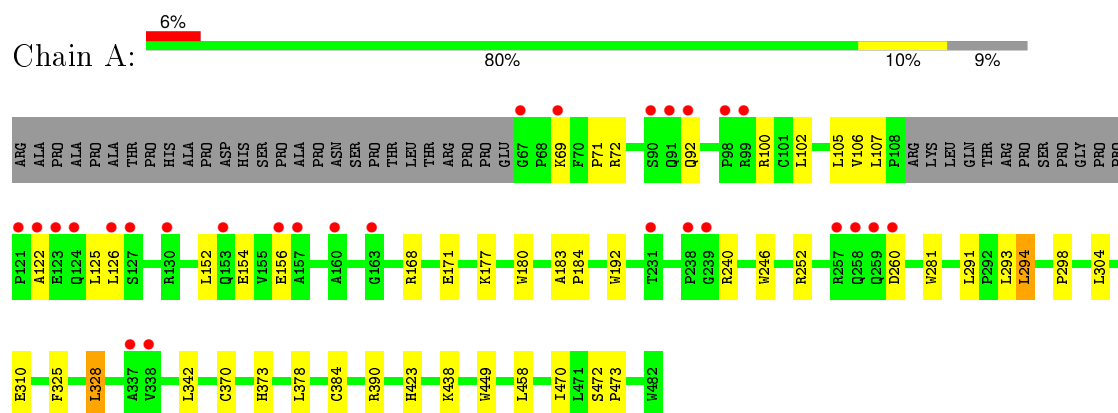 6%
Chain A:
80% 10% 9%
ARG ALA PRO ALA PRO ALA ALA THR PRO HIS ALA PRO ASP HIS SER PRO ALA PRO ASN SER PRO THR LEU THR ARG PRO PRO GLU G67 P68 K69 F70 P71 R72 S90 Q91 Q92 P98 R99 R100 C101 L102 L105 V106 L107 P108 ARG LYS LEU GLN THR ARG PRO SER PRO GLY PRO PRO
P121 A122 E123 Q124 L125 L126 S127 R130 L152 Q153 E154 V155 E156 A157 A160 G163 R168 E171 K177 W180 A183 P184 W192 T231 P238 G239 R240 W246 R252 R257 Q258 Q259 D260 W281 L291 P292 L293 L294 P298 L304
E310 F325 L328 A337 V338 L342 C370 H373 L378 C384 R390 H423 K438 W449 L458 I470 L471 S472 P473 W482